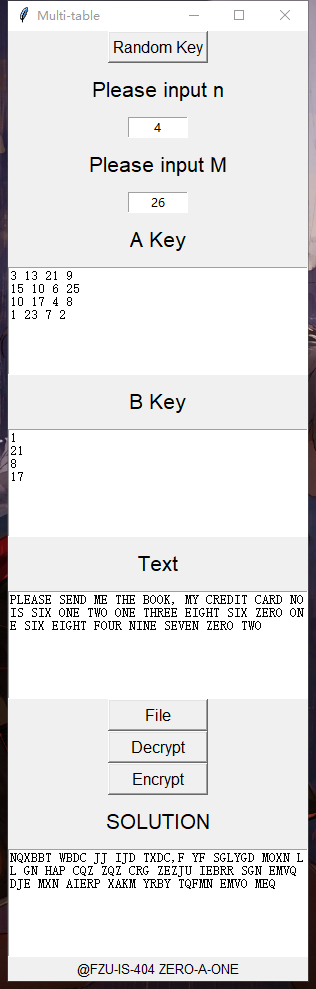 Multi-table
Random Key
Please input n
4
Please input M
26
A Key
3 13 21 9
15 10 6 25
10 17 4 8
1 23 7 2
B Key
1
21
8
17
Text
PLEASE SEND ME THE BOOK, MY CREDIT CARD NO
IS SIX ONE TWO ONE THREE EIGHT SIX ZERO ON
E SIX EIGHT FOUR NINE SEVEN ZERO TWO
File
Decrypt
Encrypt
SOLUTION
NQXBBT WBDC JJ IJD TXDC,F YF SGLYGD MOXN L
L GN HAP CQZ ZQZ CRG ZEZJU IEBRR SGN EMVQ
DJE MXN AIERP XAKM YRBY TQFMN EMVO MEQ
@FZU-IS-404 ZERO-A-ONE